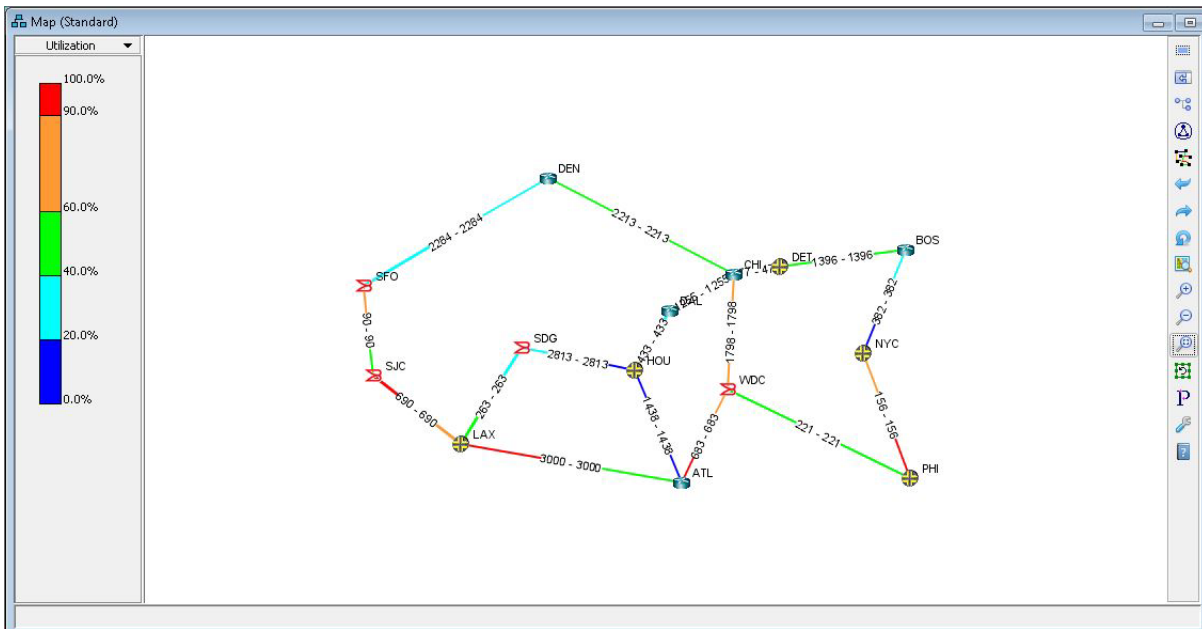 Map (Standard)
Utilization
100.0%
90.0%
60.0%
40.0%
20.0%
0.0%
DEN
2284 - 2284
2213 - 2213
SFO
CHI
DET
1396 - 1396
BOS
90 - 90
433 - 433
1798 - 1798
382 - 382
SDG
2813 - 2813
HOU
NYC
SJC
690 - 690
263 - 263
1438 - 1438
WDC
683 - 683
221 - 221
156 - 156
LAX
3000 - 3000
ATL
PHI
P
?